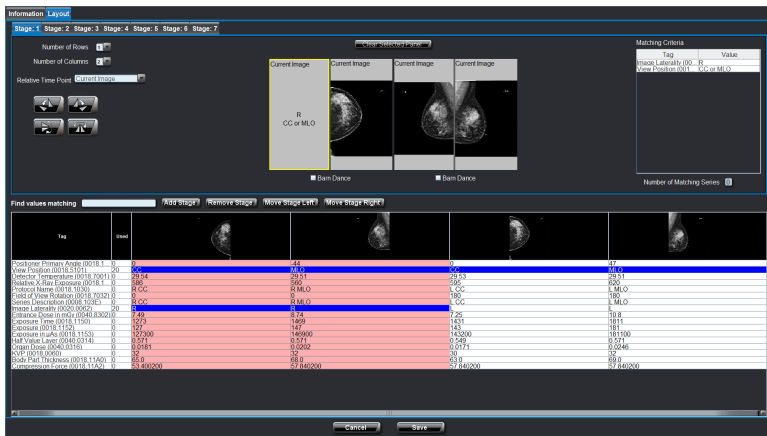 Information Layout
Stage: 1 Stage: 2 Stage: 3 Stage: 4 Stage: 5 Stage: 6 Stage: 7
Number of Rows 1
Clear Selected Panel
Matching Criteria
Number of Columns 2
Tag Value
Image Laterality (00... R
View Position (001... CC or MLO
Relative Time Point Current Image
Current Image Current Image Current Image Current Image
R
CC or MLO
Barn Dance Barn Dance
Number of Matching Series
Find values matching Add Stage Remove Stage Move Stage Left Move Stage Right
Tag Used
Positioner Primary Angle (0018,1... 0 0 -44 0 47
View Position (0018,5101) 20 CC MLO CC MLO
Detector Temperature (0018,7001) 0 29.54 29.51 29.53 29.51
Relative X-Ray Exposure (0018,1... 0 586 560 595 620
Protocol Name (0018,1030) 0 R CC R MLO L CC L MLO
Field of View Rotation (0018,7032) 0 0 0 180 180
Series Description (0008,103E) 0 R CC R MLO L CC L MLO
Image Laterality (0020,0062) 20 R R L L
Entrance Dose in mGy (0040,8302) 0 7.49 8.74 7.25 10.8
Exposure Time (0018,1150) 0 1273 1469 1431 1811
Exposure (0018,1152) 0 127 147 143 181
Exposure in uAs (0018,1153) 0 127300 146900 143200 181100
Half Value Layer (0040,0314) 0 0.571 0.571 0.549 0.571
Organ Dose (0040,0316) 0 0.0181 0.0202 0.0171 0.0246
KVP (0018,0060) 0 32 32 30 32
Body Part Thickness (0018,11A0) 0 65.0 68.0 63.0 69.0
Compression Force (0018,11A2) 0 53.400200 57.840200 57.840200 57.840200
Cancel Save